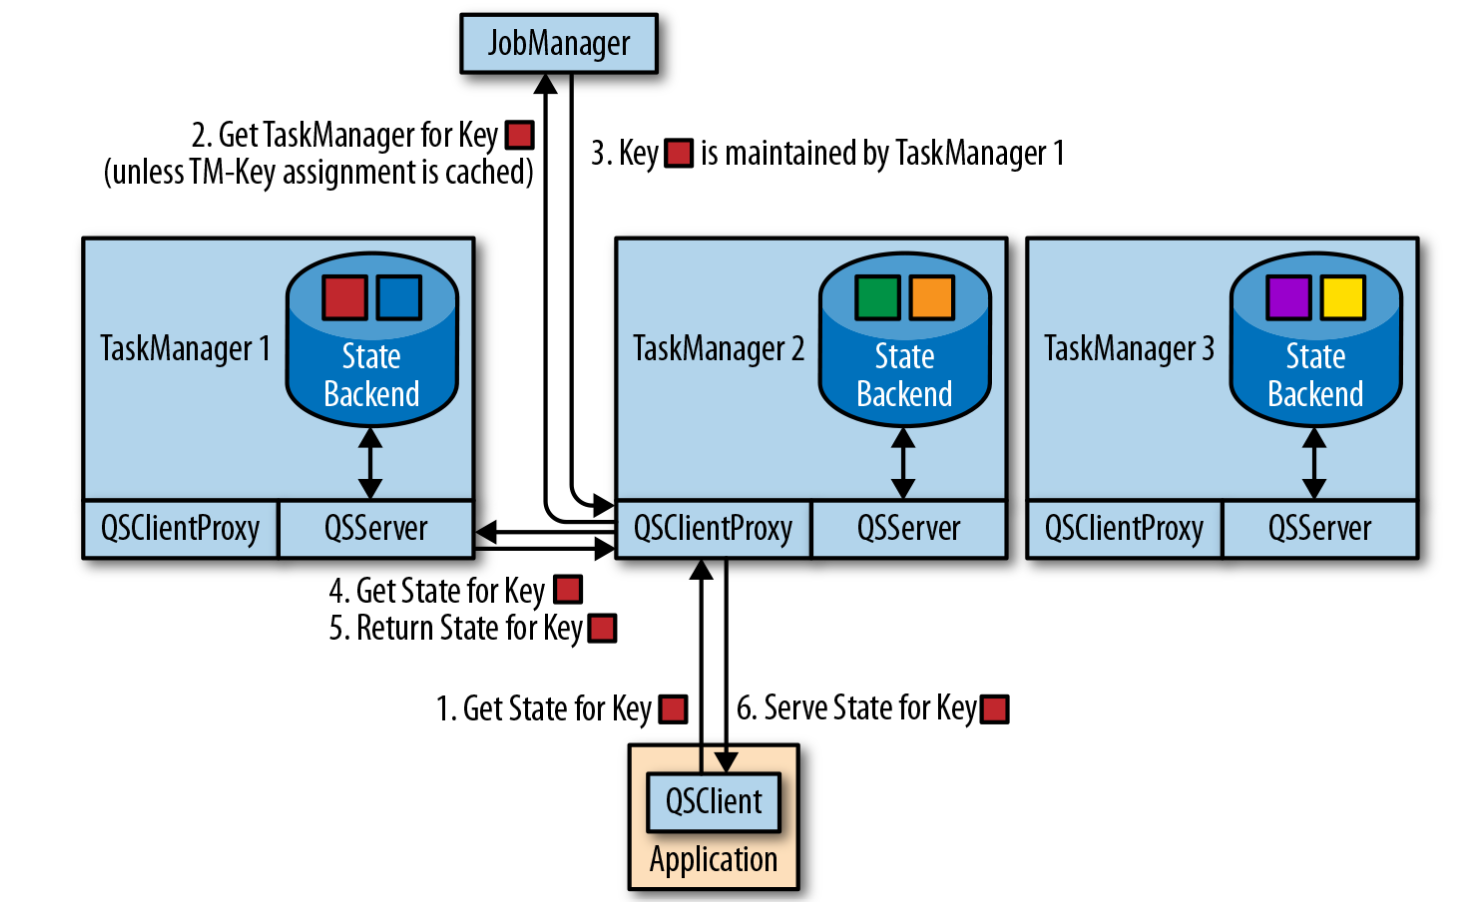 JobManager
2. Get TaskManager for Key
(unless TM-Key assignment is cached)
3. Key is maintained by TaskManager 1
TaskManager 1
State
Backend
QSClientProxy
QSServer
TaskManager 2
State
Backend
QSClientProxy
QSServer
TaskManager 3
State
Backend
QSClientProxy
QSServer
4. Get State for Key
5. Return State for Key
1. Get State for Key
6. Serve State for Key
QSClient
Application